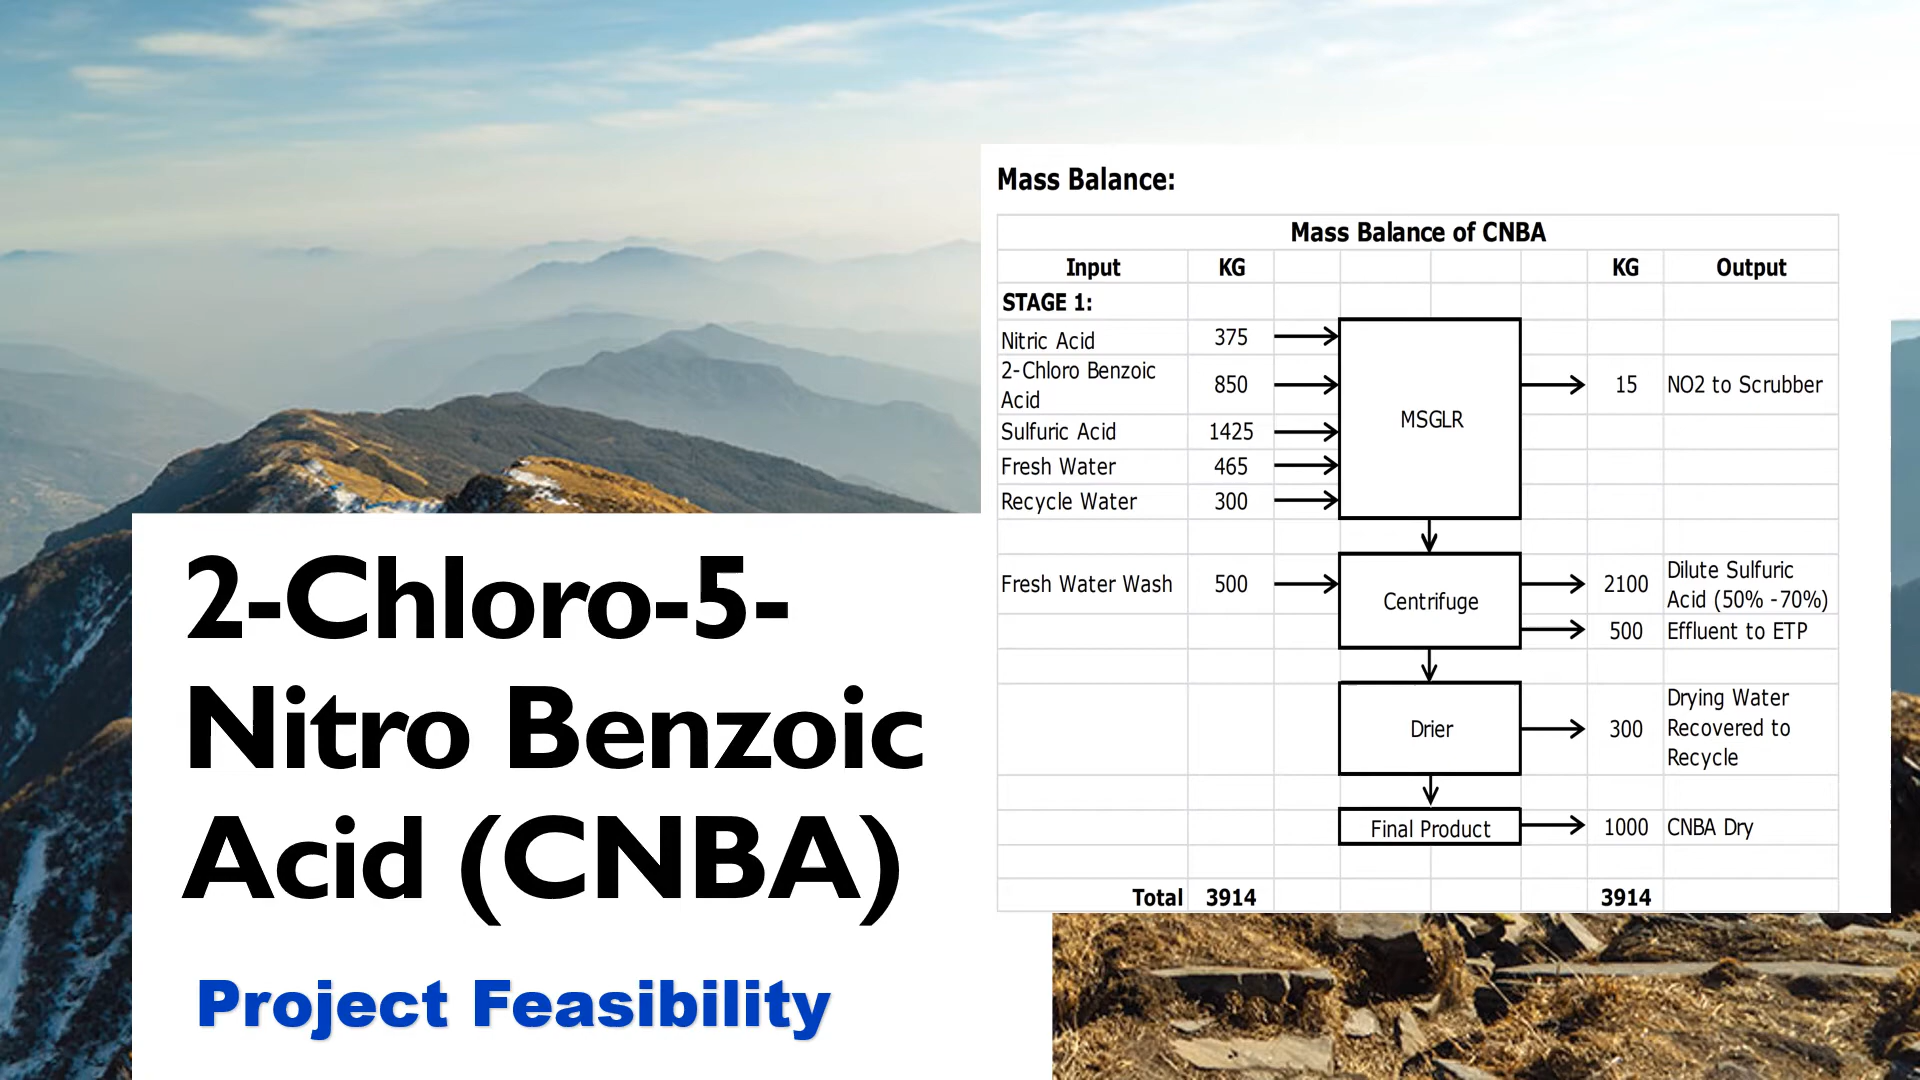 2-Chloro-5-
Nitro Benzoic
Acid (CNBA)
Project Feasibility
Mass Balance:
Mass Balance of CNBA
Input KG KG Output
STAGE 1:
Nitric Acid 375
2-Chloro Benzoic
Acid 850
Sulfuric Acid 1425
Fresh Water 465
Recycle Water 300
MSGLR
15 NO2 to Scrubber
Fresh Water Wash 500
Centrifuge
2100 Dilute Sulfuric
Acid (50% -70%)
500 Effluent to ETP
Drier
300 Drying Water
Recovered to
Recycle
Final Product 1000 CNBA Dry
Total 3914 3914